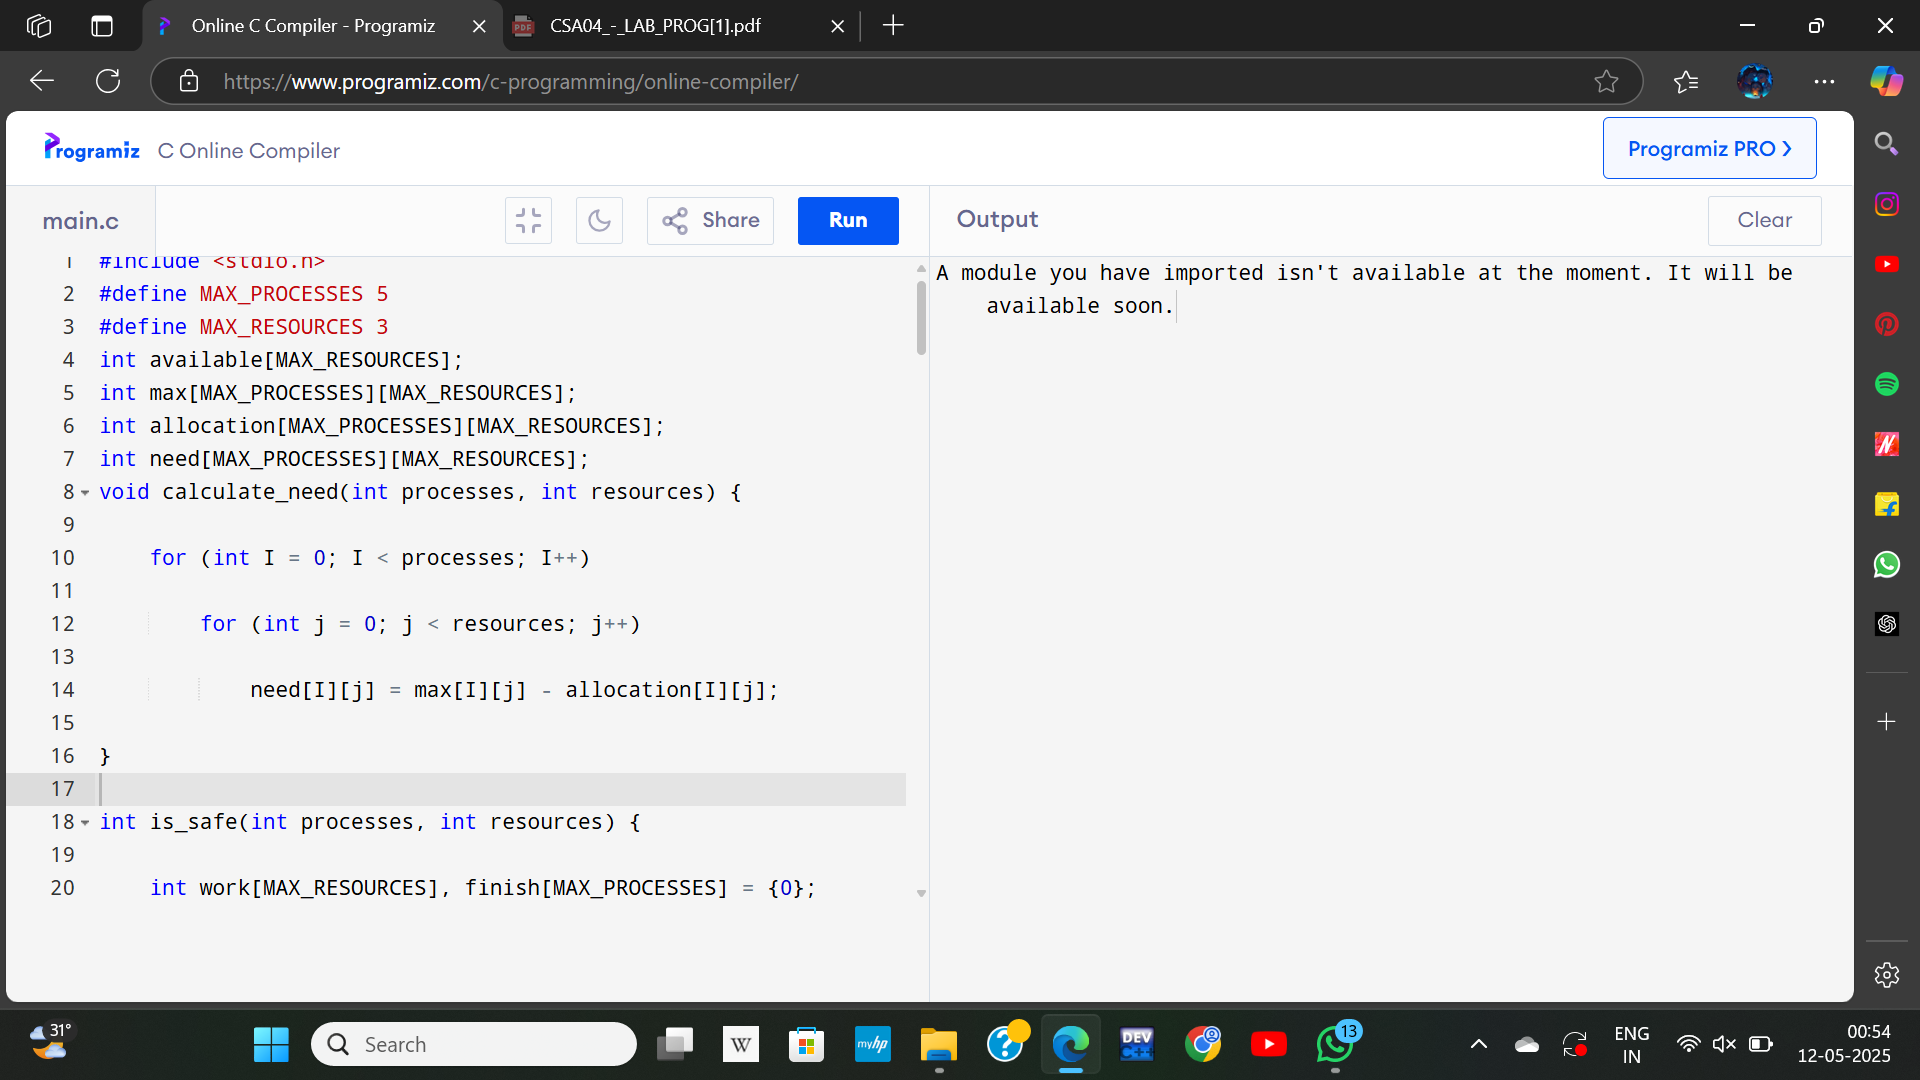 Online C Compiler - Programiz
CSA04_-_LAB_PROG[1].pdf
https://www.programiz.com/c-programming/online-compiler/
Programiz C Online Compiler
Programiz PRO
main.c
Share
Run
Output
Clear
1 #include <stdio.h>
2 #define MAX_PROCESSES 5
3 #define MAX_RESOURCES 3
4 int available[MAX_RESOURCES];
5 int max[MAX_PROCESSES][MAX_RESOURCES];
6 int allocation[MAX_PROCESSES][MAX_RESOURCES];
7 int need[MAX_PROCESSES][MAX_RESOURCES];
8 void calculate_need(int processes, int resources) {
9
10 for (int I = 0; I < processes; I++)
11
12 for (int j = 0; j < resources; j++)
13
14 need[I][j] = max[I][j] - allocation[I][j];
15
16 }
17
18 int is_safe(int processes, int resources) {
19
20 int work[MAX_RESOURCES], finish[MAX_PROCESSES] = {0};
A module you have imported isn't available at the moment. It will be
available soon.
31°
Search
W
myhp
DEV
C++
13
ENG
IN
00:54
12-05-2025